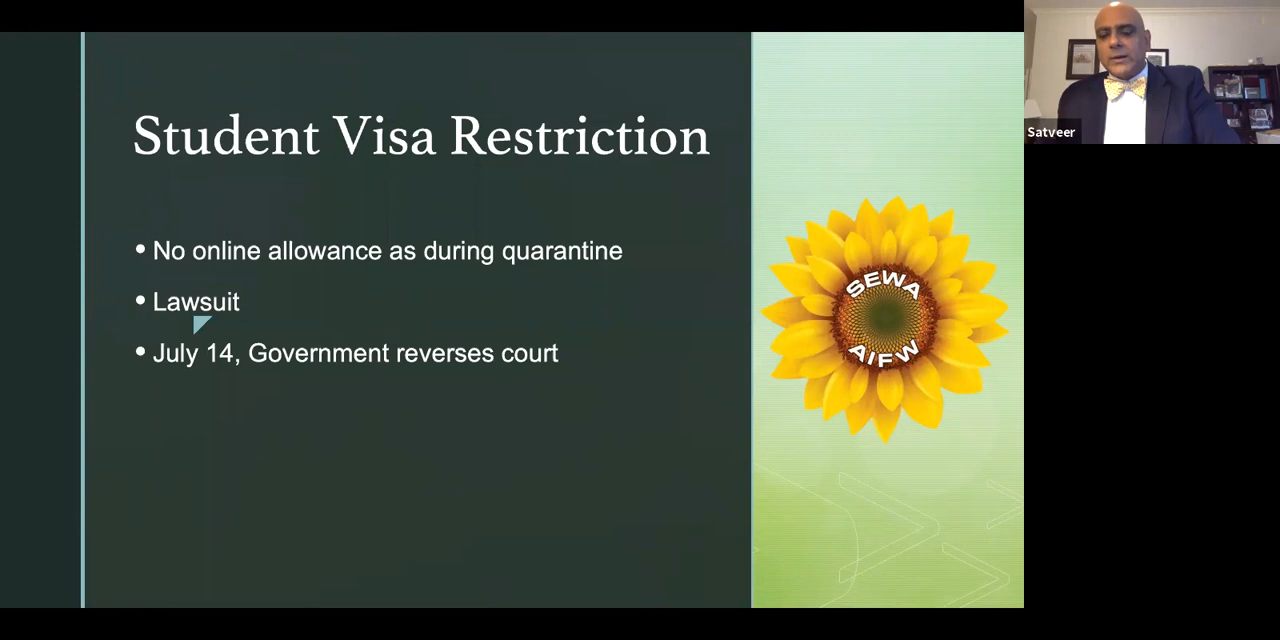 Student Visa Restriction
• No online allowance as during quarantine
• Lawsuit
• July 14, Government reverses court
SEWA
AIFW
Satveer